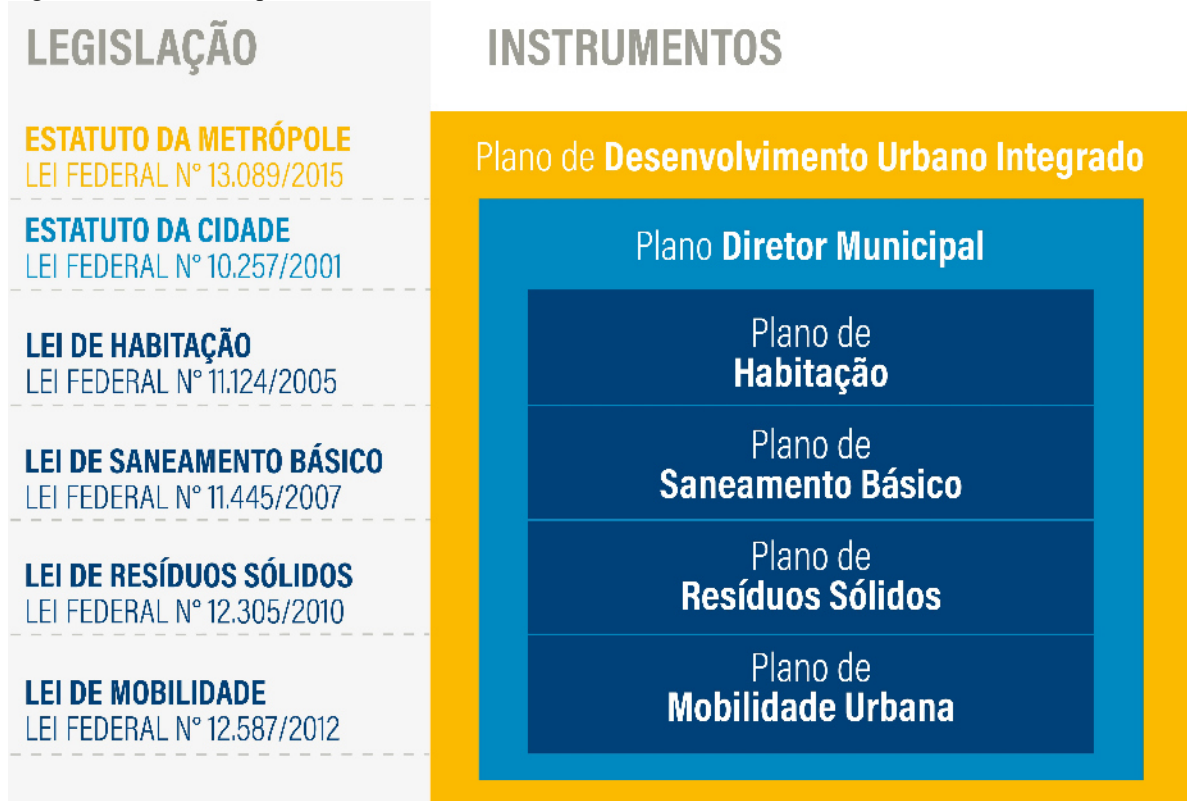 LEGISLAÇÃO
INSTRUMENTOS
ESTATUTO DA METRÓPOLE
LEI FEDERAL N° 13.089/2015
Plano de Desenvolvimento Urbano Integrado
ESTATUTO DA CIDADE
LEI FEDERAL N° 10.257/2001
Plano Diretor Municipal
LEI DE HABITAÇÃO
LEI FEDERAL N° 11.124/2005
Plano de
Habitação
LEI DE SANEAMENTO BÁSICO
LEI FEDERAL N° 11.445/2007
Plano de
Saneamento Básico
LEI DE RESÍDUOS SÓLIDOS
LEI FEDERAL N° 12.305/2010
Plano de
Resíduos Sólidos
LEI DE MOBILIDADE
LEI FEDERAL N° 12.587/2012
Plano de
Mobilidade Urbana